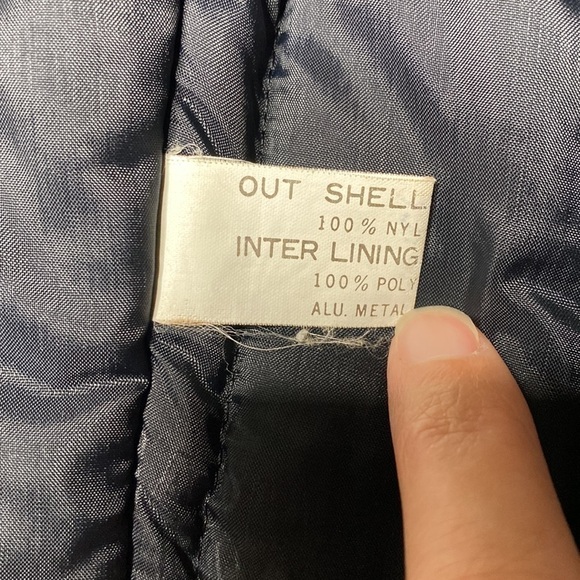 OUT SHELL
100% NYL
INTER LINING
100% POLY
ALU. METAL